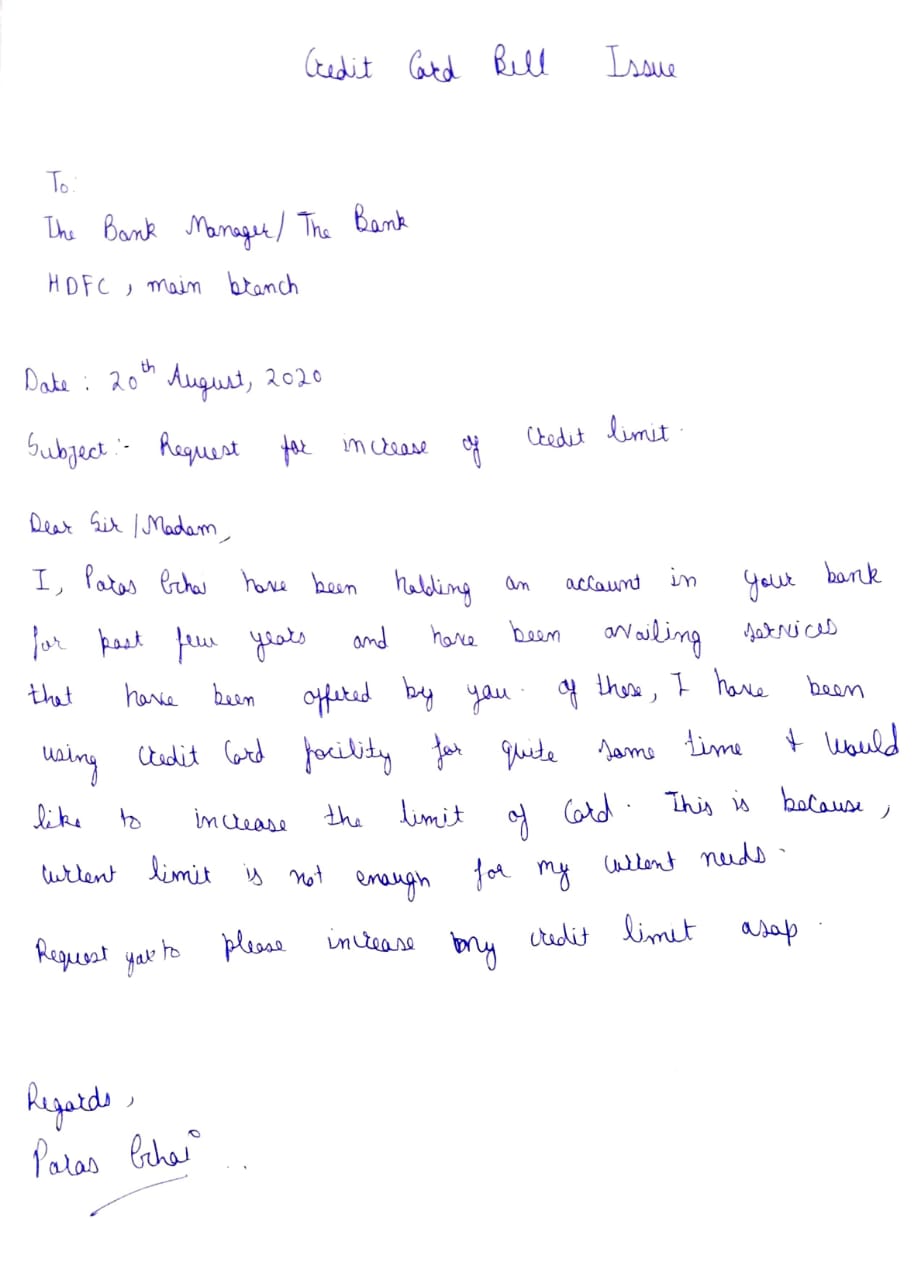 Credit Card Bill Issue
To:
The Bank Manager/ The Bank
HDFC, main branch
Date : 20th August, 2020
Subject :- Request for increase of credit limit.
Dear Sir / Madam,
I, Paras Ghai have been holding an account in your bank
for past few years and have been availing services
that have been offered by you. Of these, I have been
using credit card facility for quite some time & would
like to increase the limit of card. This is because,
current limit is not enough for my current needs.
Request you to please increase my credit limit asap.
Regards,
Paras Ghai